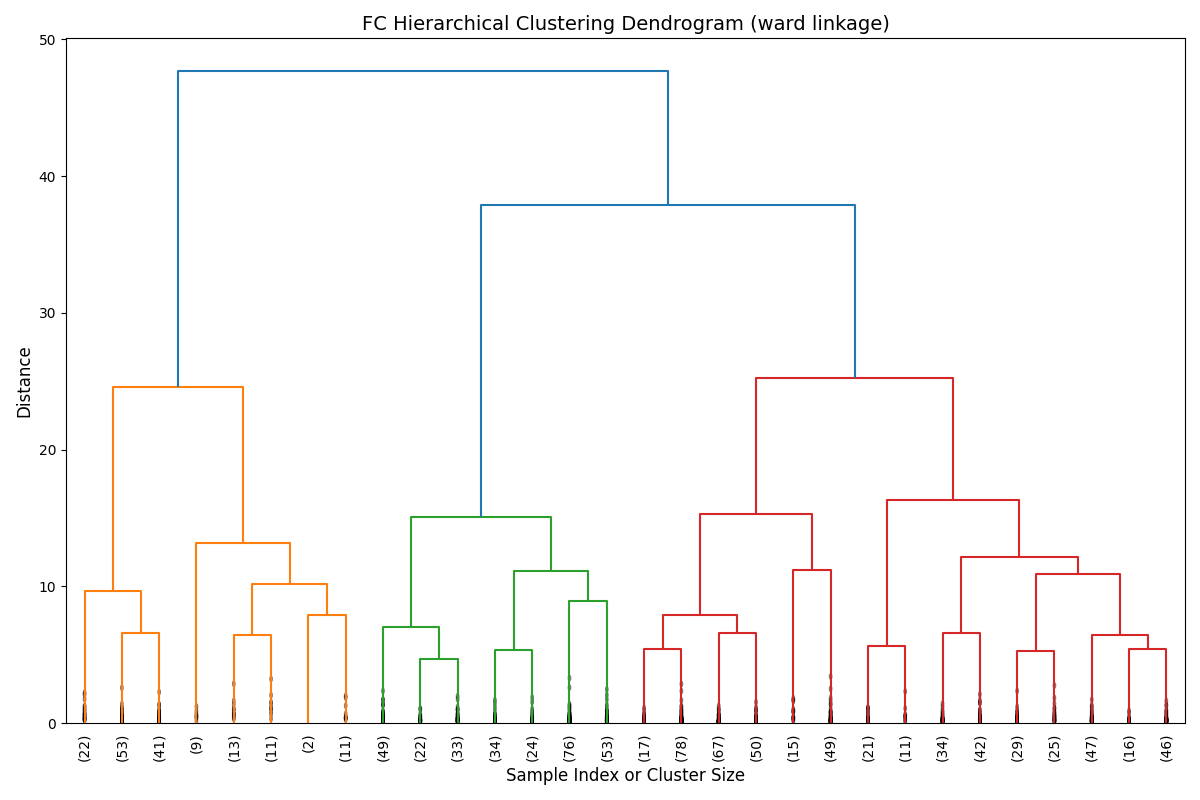 FC Hierarchical Clustering Dendrogram (ward linkage)
50
40
30
20
10
0
Distance
(22) (53) (41) (9) (13) (11) (2) (11) (49) (22) (33) (34) (24) (76) (53) (17) (78) (67) (50) (15) (49) (21) (11) (34) (42) (29) (25) (47) (16) (46)
Sample Index or Cluster Size